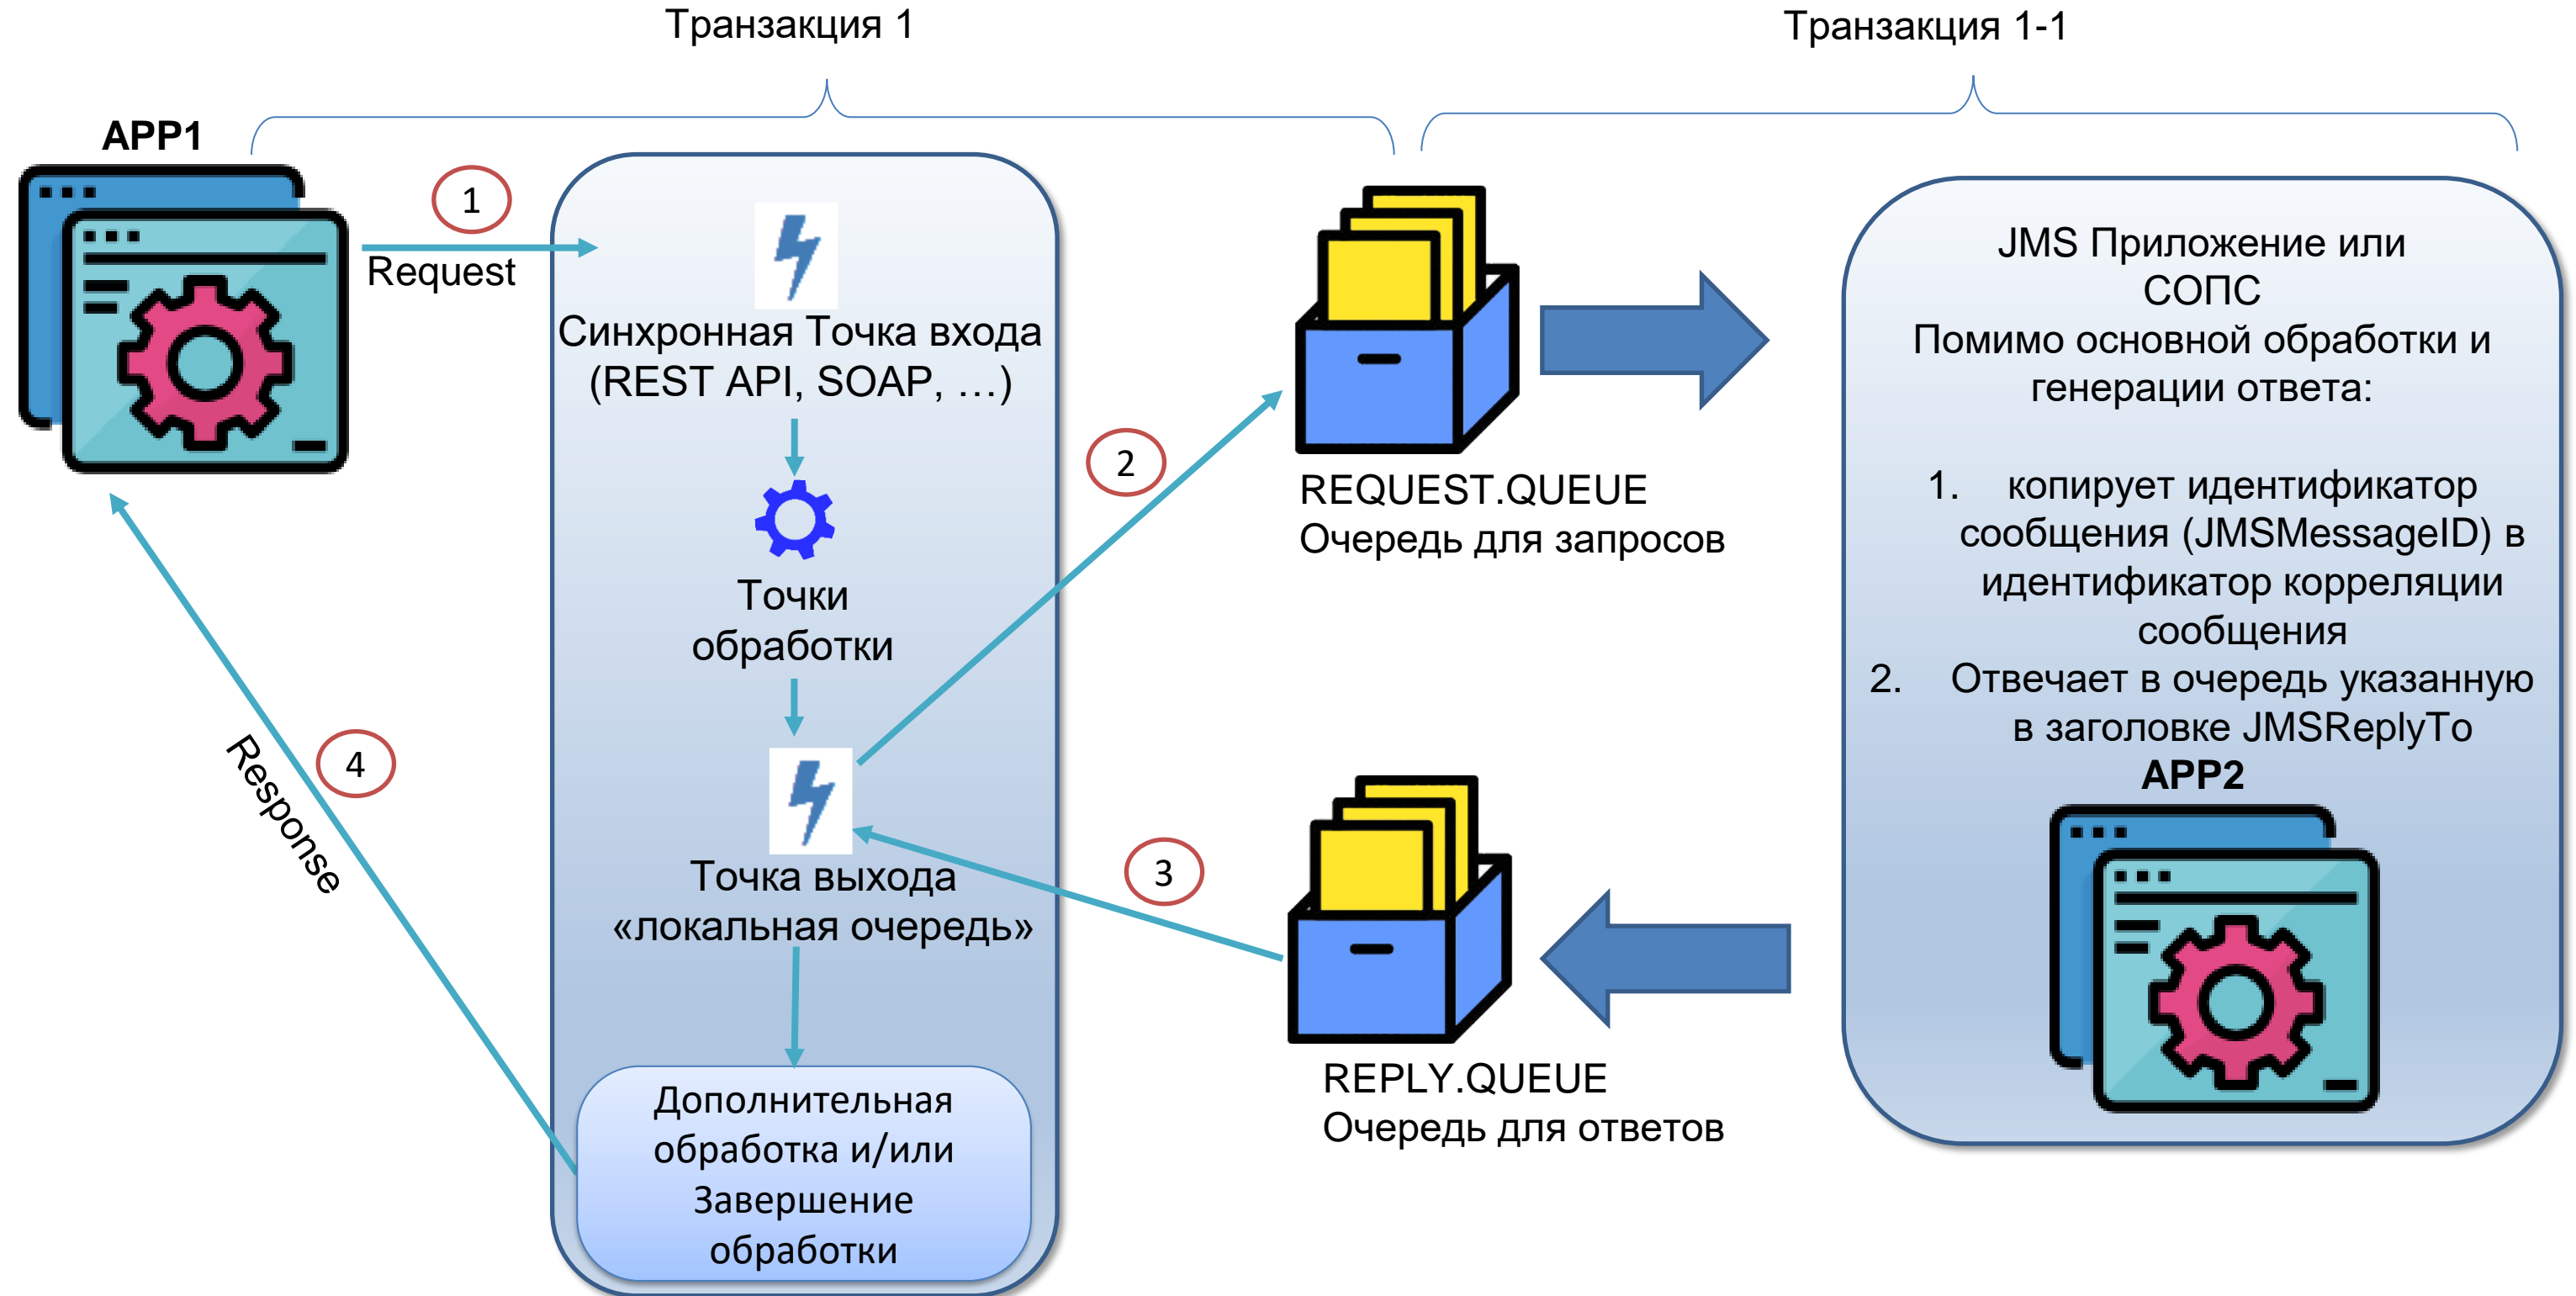 Транзакция 1
Транзакция 1-1
APP1
1
Request
Синхронная Точка входа
(REST API, SOAP, …)
Точки
обработки
2
Точка выхода
«локальная очередь»
3
4
Response
Дополнительная
обработка и/или
Завершение
обработки
REQUEST.QUEUE
Очередь для запросов
REPLY.QUEUE
Очередь для ответов
JMS Приложение или
СОПС
Помимо основной обработки и
генерации ответа:
1. копирует идентификатор
сообщения (JMSMessageID) в
идентификатор корреляции
сообщения
2. Отвечает в очередь указанную
в заголовке JMSReplyTo
APP2